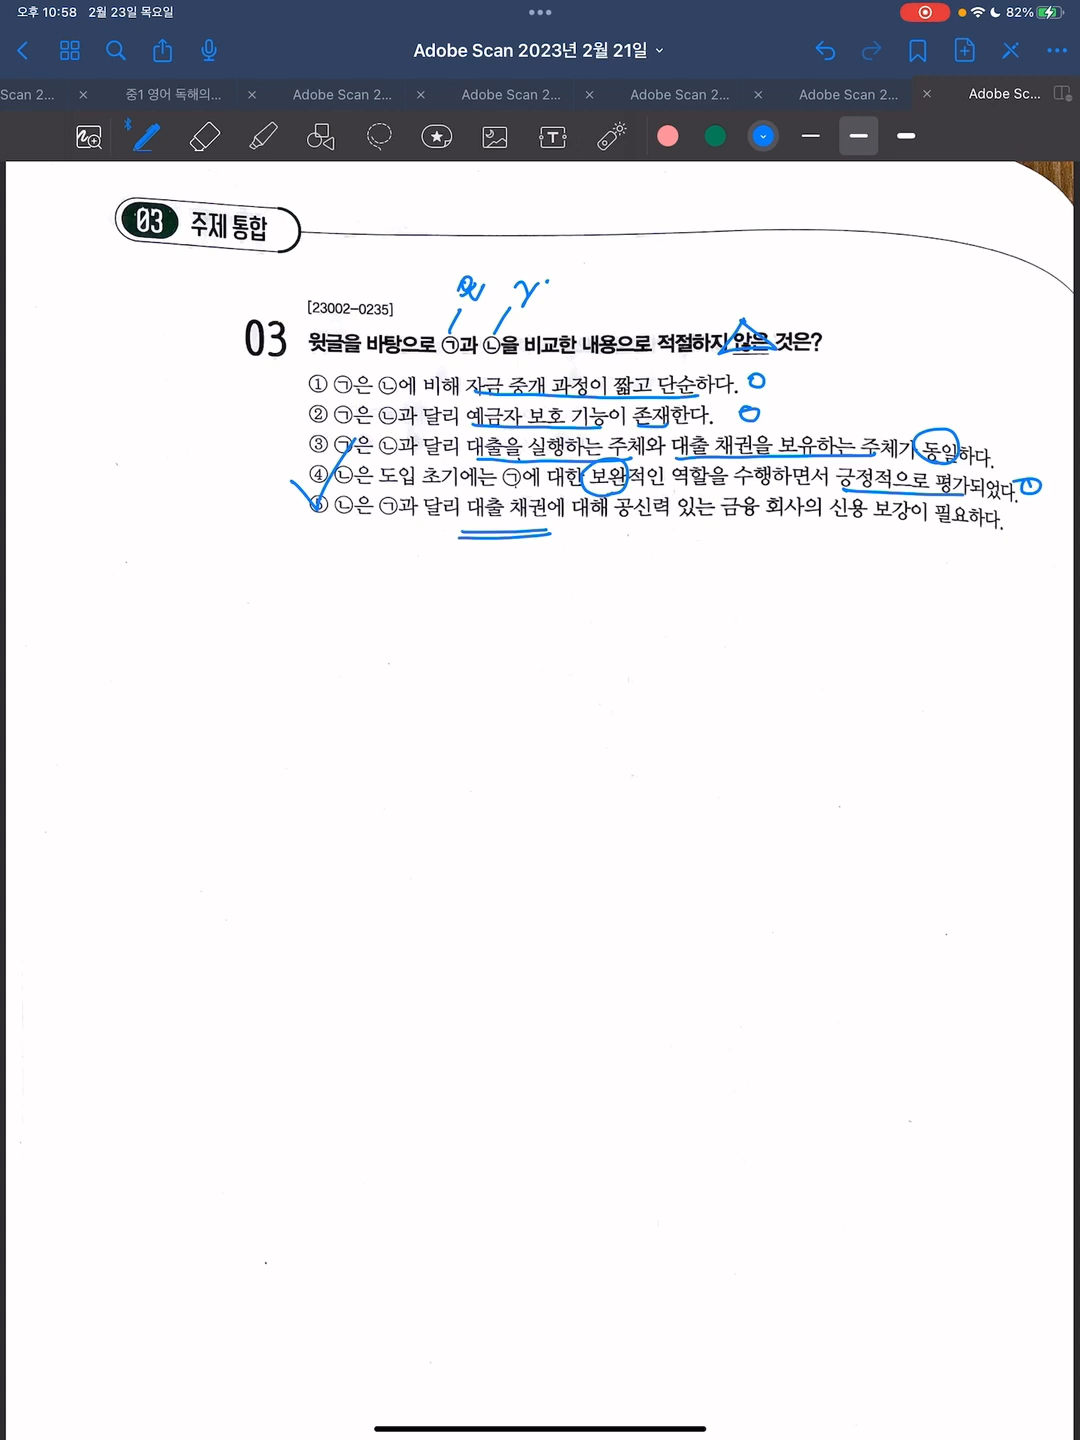 오후 10:58 2월 23일 목요일 82%
Adobe Scan 2023년 2월 21일
Scan 2... 중1 영어 독해의... Adobe Scan 2... Adobe Scan 2... Adobe Scan 2... Adobe Scan 2... Adobe Sc...
03 주제 통합
[23002-0235]
03 윗글을 바탕으로 ㉠과 ㉡을 비교한 내용으로 적절하지 않은 것은?
① ㉠은 ㉡에 비해 자금 중개 과정이 짧고 단순하다.
② ㉠은 ㉡과 달리 예금자 보호 기능이 존재한다.
③ ㉠은 ㉡과 달리 대출을 실행하는 주체와 대출 채권을 보유하는 주체가 동일하다.
④ ㉡은 도입 초기에는 ㉠에 대한 보완적인 역할을 수행하면서 긍정적으로 평가되었다.
⑤ ㉡은 ㉠과 달리 대출 채권에 대해 공신력 있는 금융 회사의 신용 보강이 필요하다.